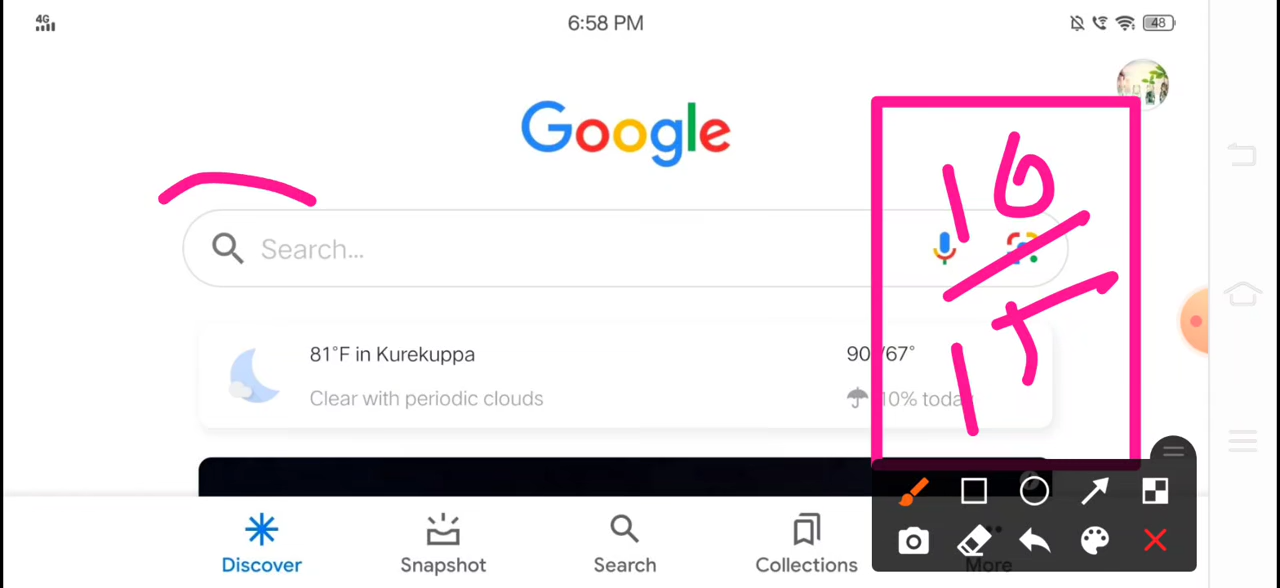 4G 6:58 PM 48
Google
16
Search...
15
81°F in Kurekuppa 90°/67°
Clear with periodic clouds 10% today
Discover Snapshot Search Collections More